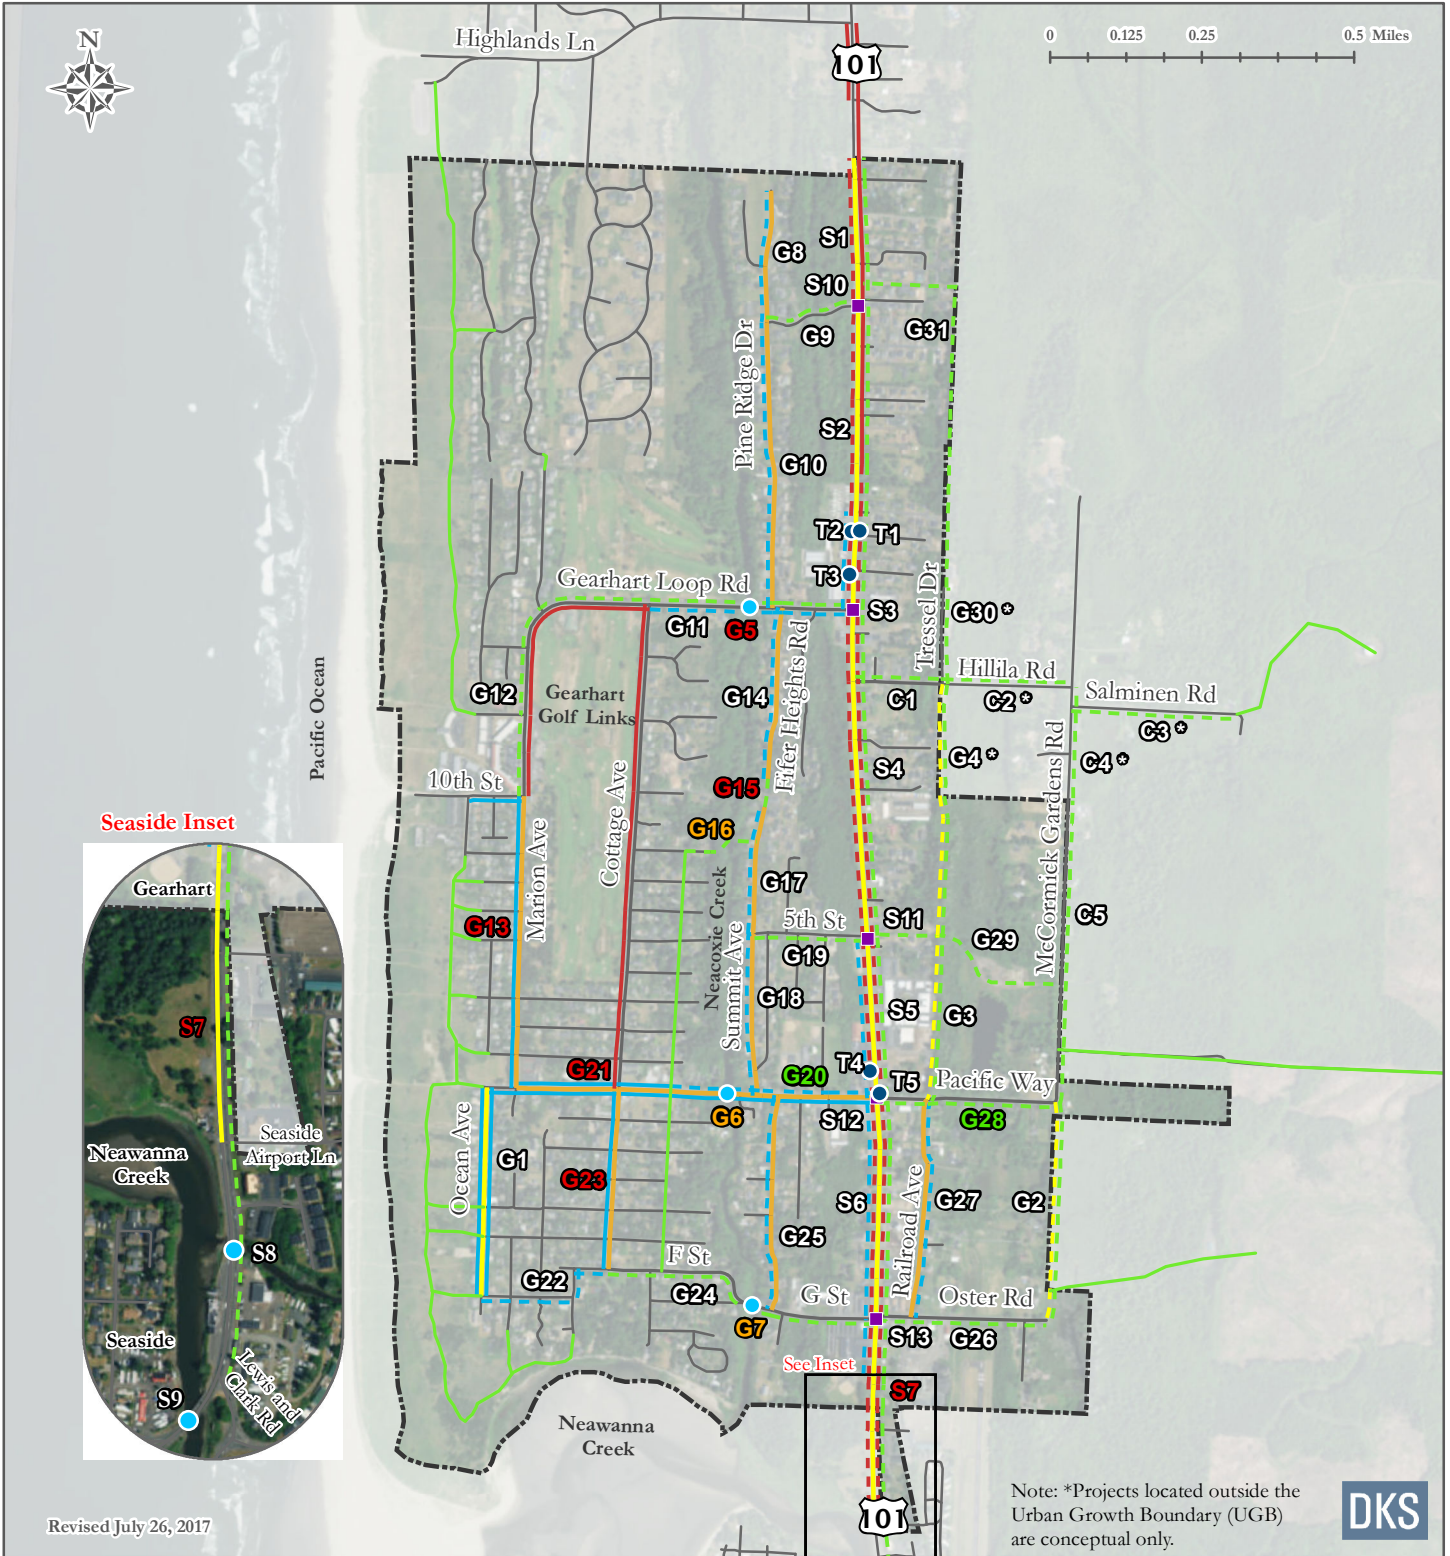 N
Highlands Ln
101
0 0.125 0.25 0.5 Miles
S1
G8
S10
G9
G31
Pine Ridge Dr
S2
G10
T2
T1
T3
Gearhart Loop Rd
S3
G11
G5
Fifer Heights Rd
Tressel Dr
G30 *
Hillila Rd
Salminen Rd
G12
Gearhart
Golf Links
G14
C1
C2 *
C3 *
Pacific Ocean
10th St
G15
S4
G4 *
C4 *
McCormick Gardens Rd
Seaside Inset
Cottage Ave
G16
Marion Ave
Gearhart
Neacoxie Creek
G17
5th St
S11
C5
G13
Summit Ave
G19
G29
S7
G18
S5
G3
G21
T4
G20
T5
Pacific Way
G6
S12
G28
Seaside
Airport Ln
Neawanna
Creek
Ocean Ave
G1
G23
S6
Railroad Ave
G27
G2
G25
S8
F St
G22
G24
G St
Oster Rd
G7
S13
G26
Seaside
See Inset
S7
Lewis and
Clark Rd
S9
Neawanna
Creek
101
Note: *Projects located outside the
Urban Growth Boundary (UGB)
are conceptual only.
DKS
Revised July 26, 2017